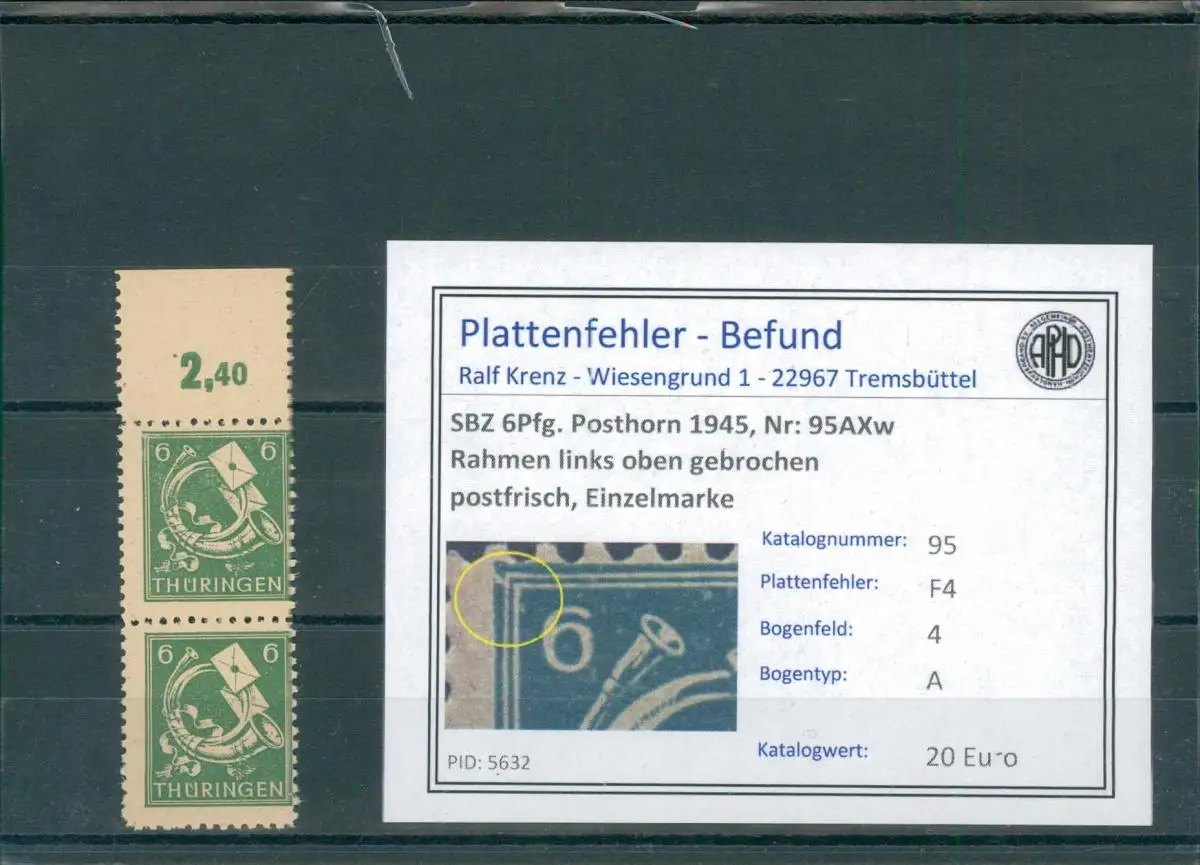 2,40
6 6
THÜRINGEN
6 6
THÜRINGEN
Plattenfehler - Befund
Ralf Krenz - Wiesengrund 1 - 22967 Tremsbüttel
APHD
SBZ 6Pfg. Posthorn 1945, Nr: 95AXw
Rahmen links oben gebrochen
postfrisch, Einzelmarke
6
Katalognummer: 95
Plattenfehler: F4
Bogenfeld: 4
Bogentyp: A
Katalogwert: 20 Euro
PID: 5632